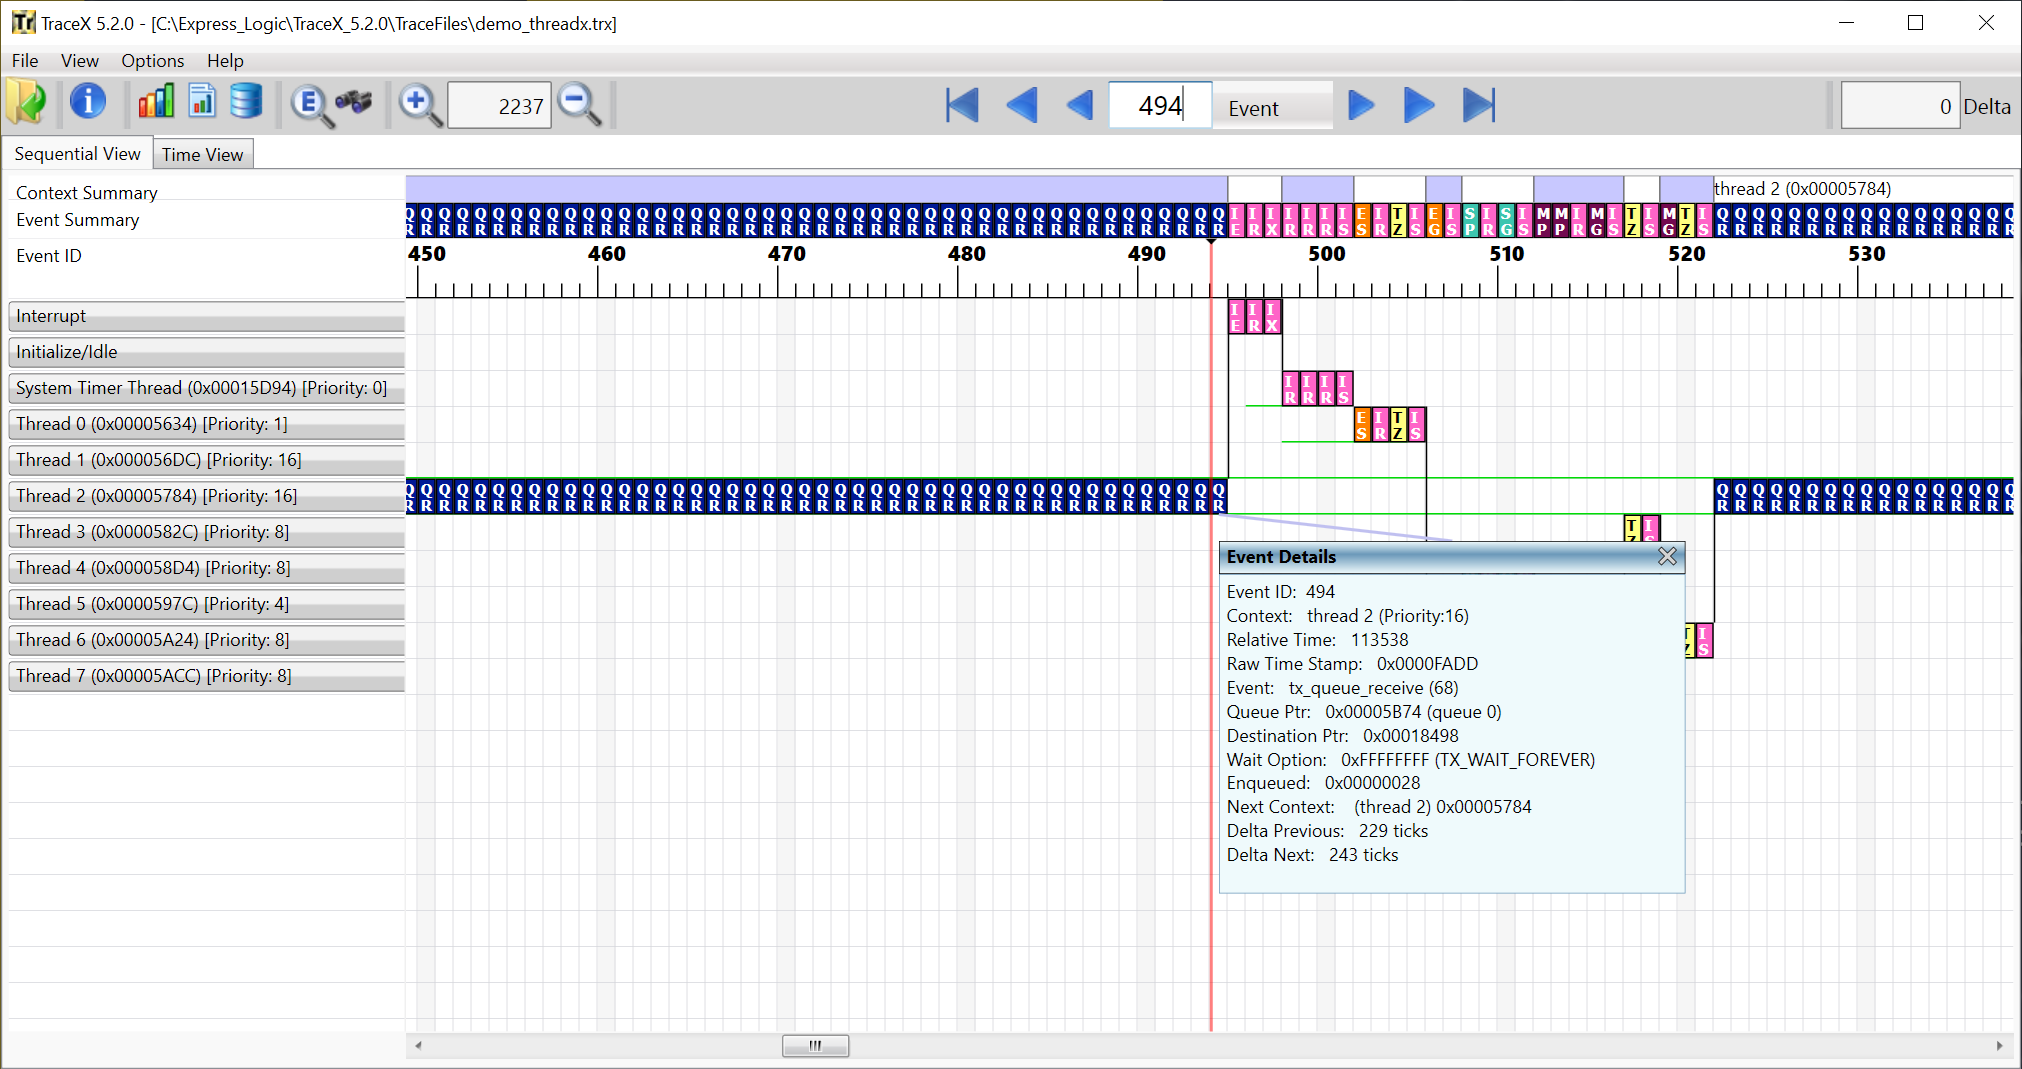 TraceX 5.2.0 - [C:\Express_Logic\TraceX_5.2.0\TraceFiles\demo_threadx.trx]
File View Options Help
2237 494 Event 0 Delta
Sequential View Time View
Context Summary thread 2 (0x00005784)
Event Summary
Event ID 450 460 470 480 490 500 510 520 530
Interrupt
Initialize/Idle
System Timer Thread (0x00015D94) [Priority: 0]
Thread 0 (0x00005634) [Priority: 1]
Thread 1 (0x000056DC) [Priority: 16]
Thread 2 (0x00005784) [Priority: 16]
Thread 3 (0x0000582C) [Priority: 8]
Thread 4 (0x000058D4) [Priority: 8]
Thread 5 (0x0000597C) [Priority: 4]
Thread 6 (0x00005A24) [Priority: 8]
Thread 7 (0x00005ACC) [Priority: 8]
Event Details
Event ID: 494
Context: thread 2 (Priority:16)
Relative Time: 113538
Raw Time Stamp: 0x0000FADD
Event: tx_queue_receive (68)
Queue Ptr: 0x00005B74 (queue 0)
Destination Ptr: 0x00018498
Wait Option: 0xFFFFFFFF (TX_WAIT_FOREVER)
Enqueued: 0x00000028
Next Context: (thread 2) 0x00005784
Delta Previous: 229 ticks
Delta Next: 243 ticks